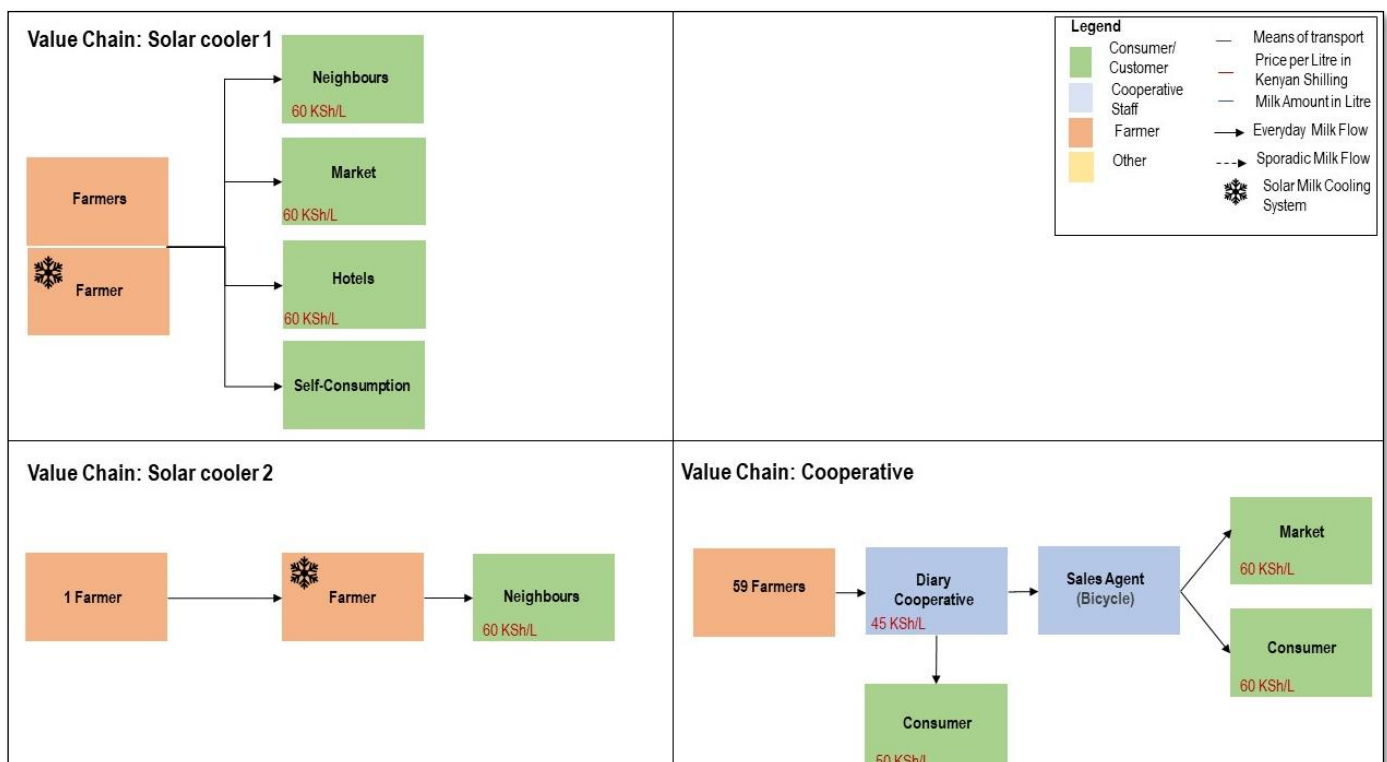 Value Chain: Solar cooler 1
Neighbours
60 KSh/L
Market
60 KSh/L
Farmers
Farmer
Hotels
60 KSh/L
Self-Consumption
Legend
Consumer/
Customer
Cooperative
Staff
Farmer
Other
Means of transport
Price per Litre in
Kenyan Shilling
Milk Amount in Litre
Everyday Milk Flow
Sporadic Milk Flow
Solar Milk Cooling
System
Value Chain: Solar cooler 2
1 Farmer
Farmer
Neighbours
60 KSh/L
Value Chain: Cooperative
59 Farmers
Diary
Cooperative
45 KSh/L
Sales Agent
(Bicycle)
Market
60 KSh/L
Consumer
60 KSh/L
Consumer
50 KSh/L